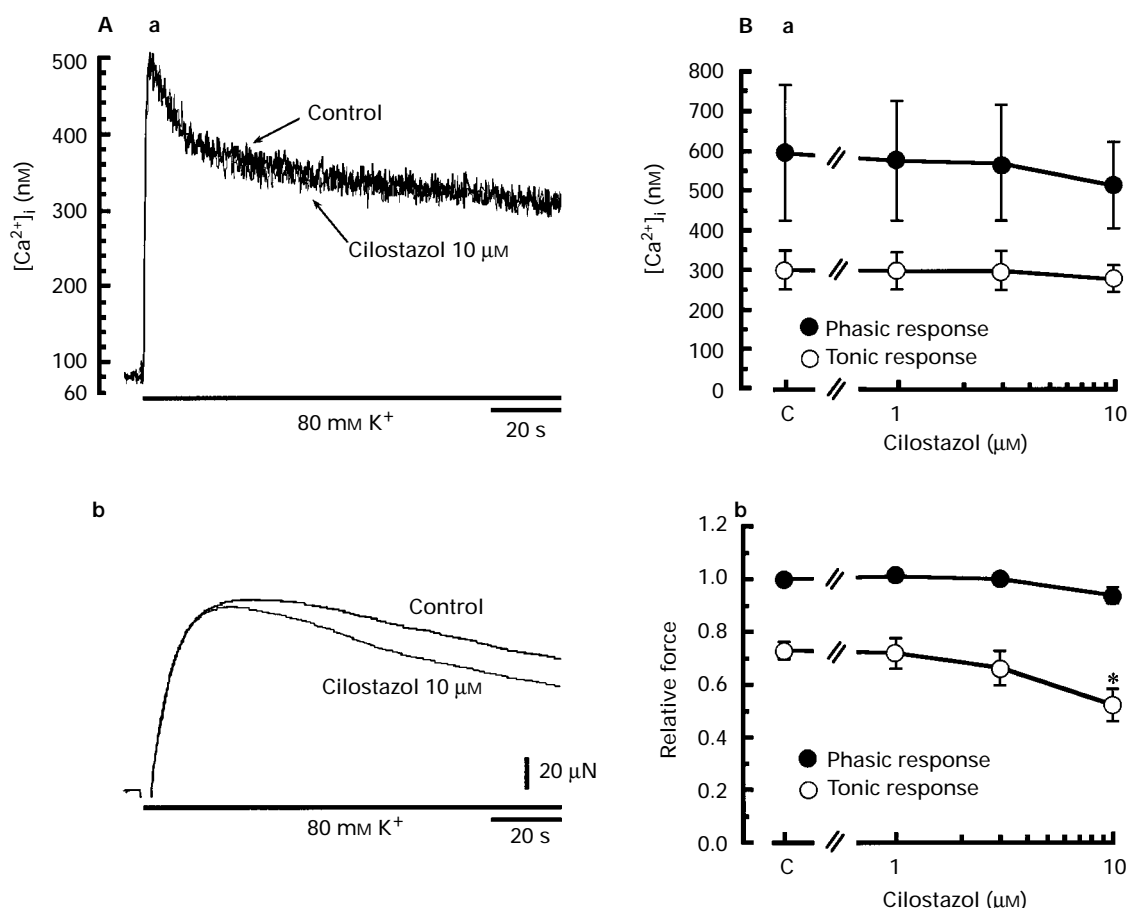 A a
500
400
300
200
100
60
[Ca2+]i (nM)
Control
Cilostazol 10 μM
80 mM K+
20 s
B a
800
700
600
500
400
300
200
100
0
[Ca2+]i (nM)
Phasic response
Tonic response
C 1 10
Cilostazol (μM)
b
Control
Cilostazol 10 μM
20 μN
80 mM K+
20 s
b
1.2
1.0
0.8
0.6
0.4
0.2
0.0
Relative force
*
Phasic response
Tonic response
C 1 10
Cilostazol (μM)